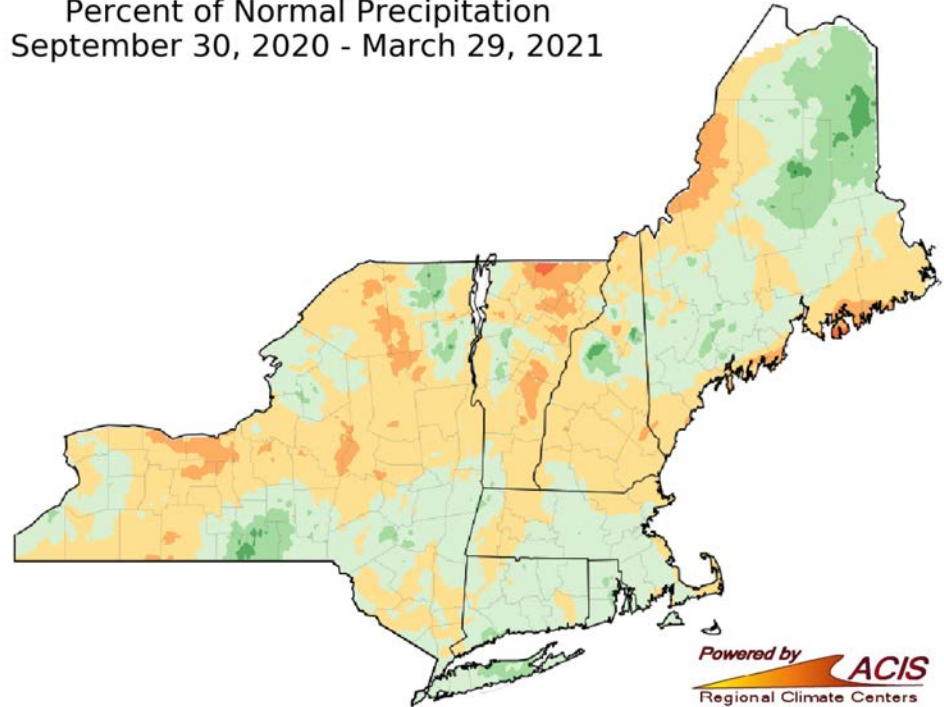 Percent of Normal Precipitation
September 30, 2020 - March 29, 2021
Powered by
ACIS
Regional Climate Centers